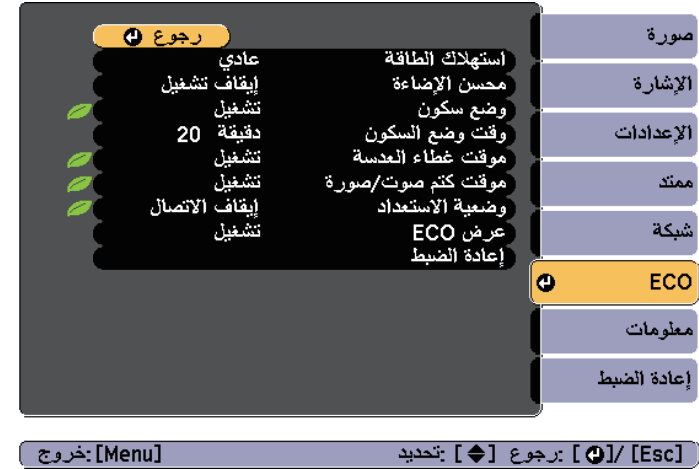 رجوع
استهلاك الطاقة عادي
محسن الإضاءة إيقاف تشغيل
وضع سكون تشغيل
وقت وضع السكون 20 دقيقة
موقت غطاء العدسة تشغيل
موقت كتم صوت/صورة تشغيل
وضعية الاستعداد إيقاف الاتصال
عرض ECO تشغيل
إعادة الضبط
صورة
الإشارة
الإعدادات
ممتد
شبكة
ECO
معلومات
إعادة الضبط
[Esc] /[ ] :رجوع [ ] :تحديد [Menu] :خروج